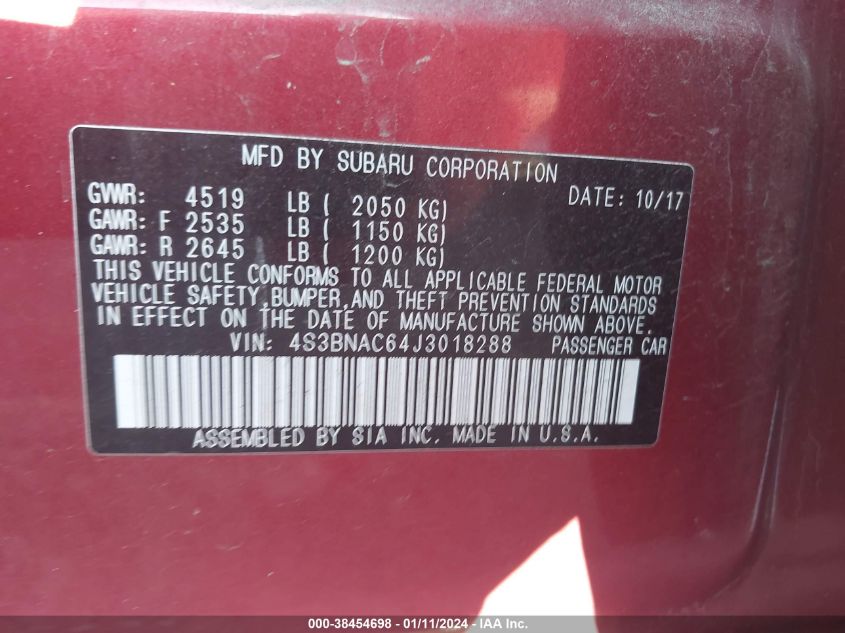 MFD BY SUBARU CORPORATION
GVWR: 4519 LB ( 2050 KG) DATE: 10/17
GAWR: F 2535 LB ( 1150 KG)
GAWR: R 2645 LB ( 1200 KG)
THIS VEHICLE CONFORMS TO ALL APPLICABLE FEDERAL MOTOR
VEHICLE SAFETY,BUMPER,AND THEFT PREVENTION STANDARDS
IN EFFECT ON THE DATE OF MANUFACTURE SHOWN ABOVE.
VIN: 4S3BNAC64J3018288 PASSENGER CAR
ASSEMBLED BY SIA INC. MADE IN U.S.A.
000-38454698 - 01/11/2024 - IAA Inc.